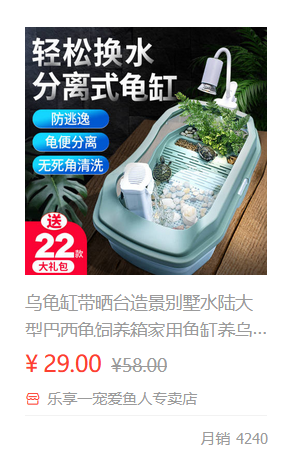 轻松换水
分离式龟缸
防逃逸
龟便分离
无死角清洗
送
22款
大礼包
乌龟缸带晒台造景别墅水陆大
型巴西龟饲养箱家用鱼缸养乌...
¥ 29.00 ¥58.00
乐享一宠爱鱼人专卖店
月销 4240